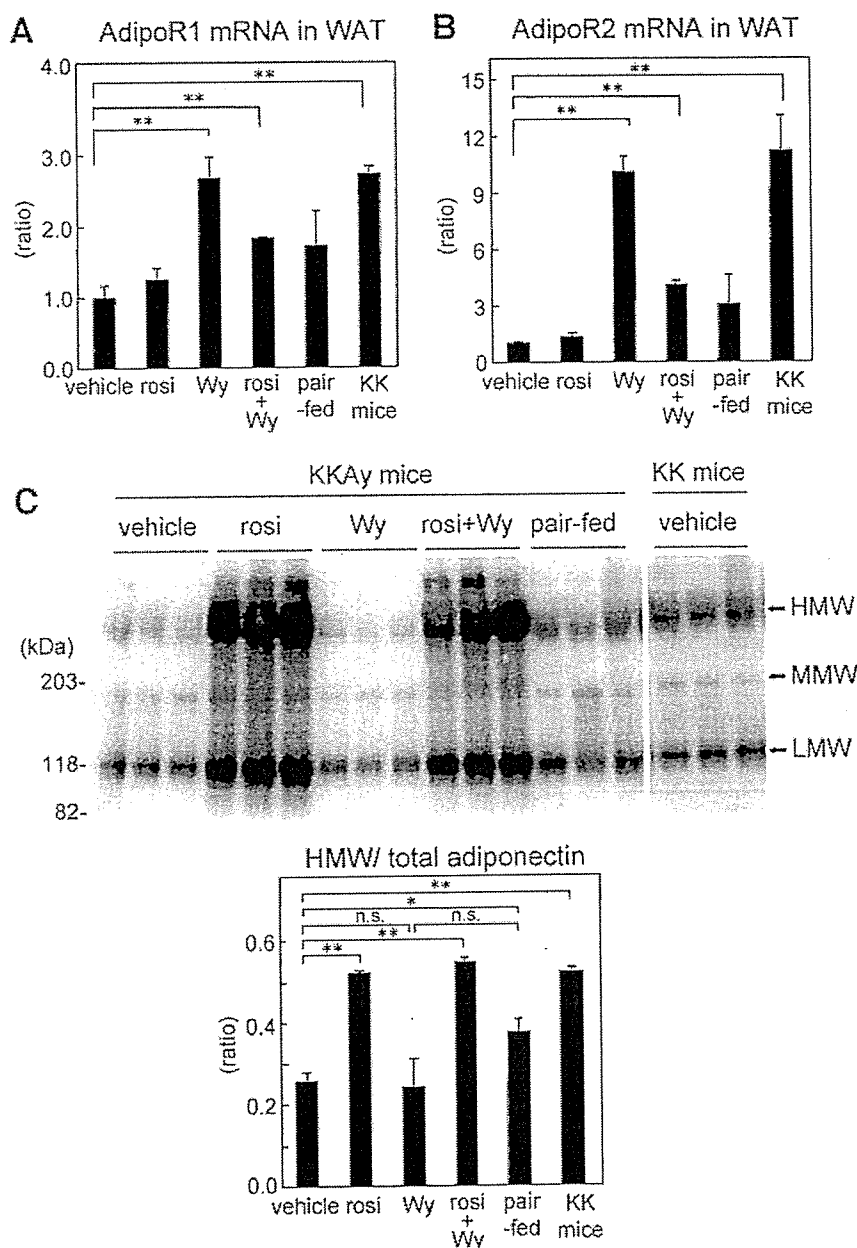 A AdipoR1 mRNA in WAT
4.0
3.0
2.0
1.0
0.0
(ratio)
**
**
**
vehicle rosi Wy rosi + Wy pair -fed KK mice
B AdipoR2 mRNA in WAT
15
12
9
6
3
0
(ratio)
**
**
**
vehicle rosi Wy rosi + Wy pair -fed KK mice
C
KKAy mice KK mice
vehicle rosi Wy rosi+Wy pair-fed vehicle
(kDa)
203-
118-
82-
HMW
MMW
LMW
HMW/ total adiponectin
**
*
n.s. n.s.
**
**
0.6
0.4
0.2
0.0
(ratio)
vehicle rosi Wy rosi + Wy pair -fed KK mice